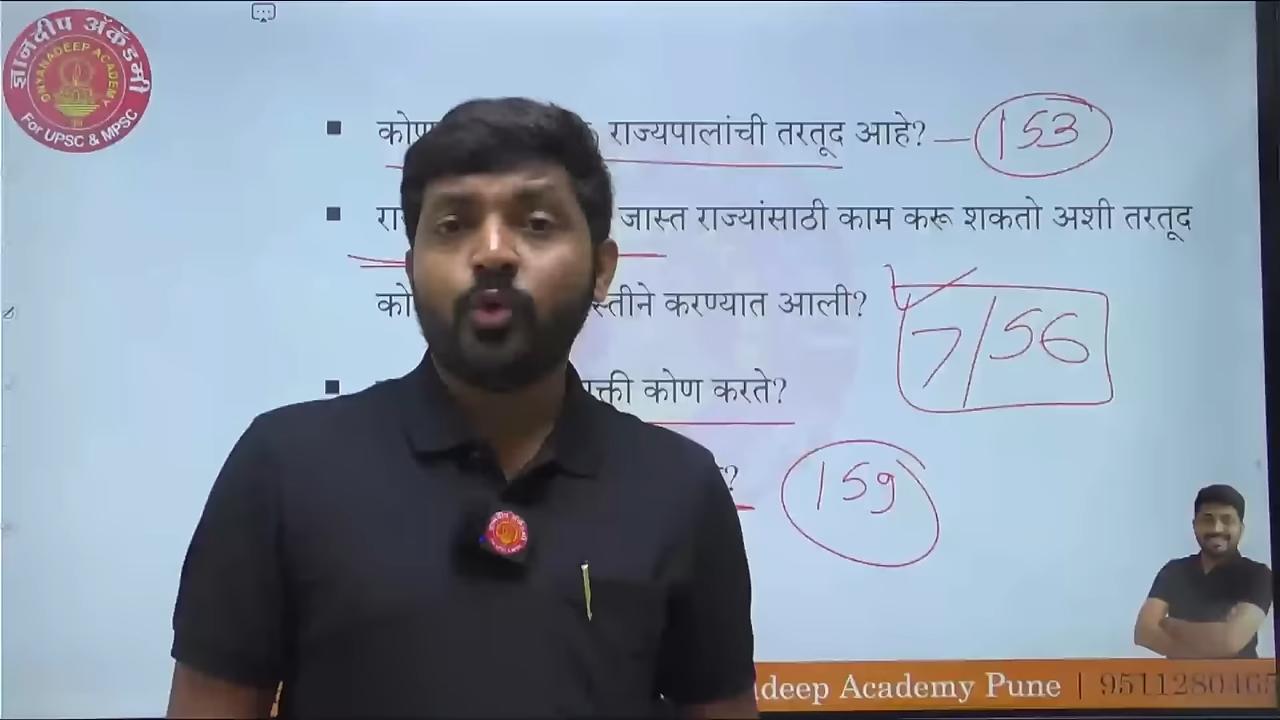 ज्ञानदीप अॅकॅडमी
DNYANADEEP ACADEMY
For UPSC & MPSC
राज्यपालांची तरतूद आहे? 153
जास्त राज्यांसाठी काम करू शकतो अशी तरतूद
करण्यात आली? 7/56
कोण करते?
159
Academy Pune | 9511280465